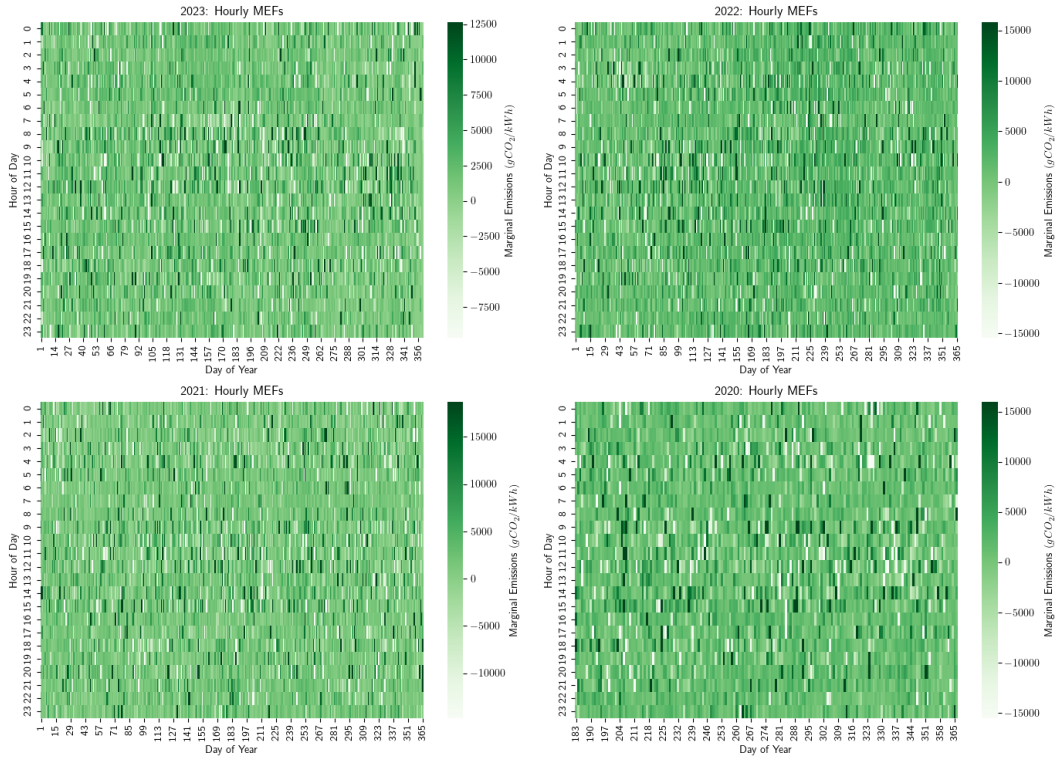 2023: Hourly MEFs
Hour of Day
0 1 2 3 4 5 6 7 8 9 10 11 12 13 14 15 16 17 18 19 20 21 22 23
1 14 27 40 53 66 79 92 105 118 131 144 157 170 183 196 209 222 236 249 262 275 288 301 314 328 341 356
Day of Year
12500
10000
7500
5000
2500
0
−2500
−5000
−7500
Marginal Emissions (gCO₂/kWh)
2022: Hourly MEFs
Hour of Day
0 1 2 3 4 5 6 7 8 9 10 11 12 13 14 15 16 17 18 19 20 21 22 23
1 15 29 43 57 71 85 99 113 127 141 155 169 183 197 211 225 239 253 267 281 295 309 323 337 351 365
Day of Year
15000
10000
5000
0
−5000
−10000
−15000
Marginal Emissions (gCO₂/kWh)
2021: Hourly MEFs
Hour of Day
0 1 2 3 4 5 6 7 8 9 10 11 12 13 14 15 16 17 18 19 20 21 22 23
1 15 29 43 57 71 85 99 113 127 141 155 169 183 197 211 225 239 253 267 281 295 309 323 337 351 365
Day of Year
15000
10000
5000
0
−5000
−10000
Marginal Emissions (gCO₂/kWh)
2020: Hourly MEFs
Hour of Day
0 1 2 3 4 5 6 7 8 9 10 11 12 13 14 15 16 17 18 19 20 21 22 23
183 190 197 204 211 218 225 232 239 246 253 260 267 274 281 288 295 302 309 316 323 330 337 344 351 358 365
Day of Year
15000
10000
5000
0
−5000
−10000
−15000
Marginal Emissions (gCO₂/kWh)